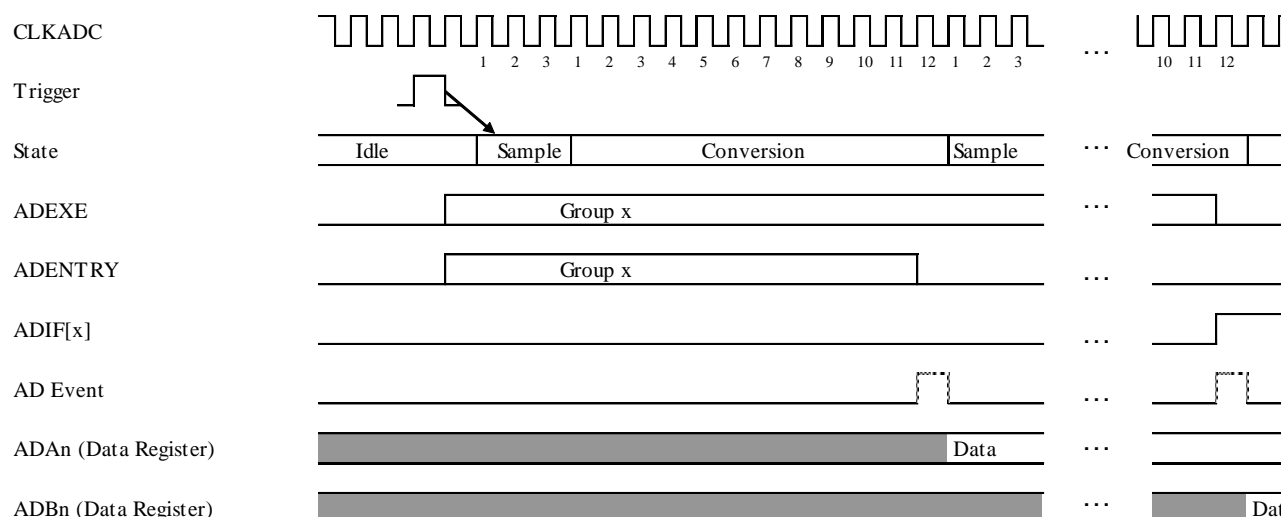 CLKADC
1 2 3 1 2 3 4 5 6 7 8 9 10 11 12 1 2 3 ... 10 11 12
Trigger
State Idle Sample Conversion Sample ... Conversion
ADEXE Group x ...
ADENTRY Group x ...
ADIF[x] ...
AD Event ...
ADAn (Data Register) Data ...
ADBn (Data Register) ... Dat